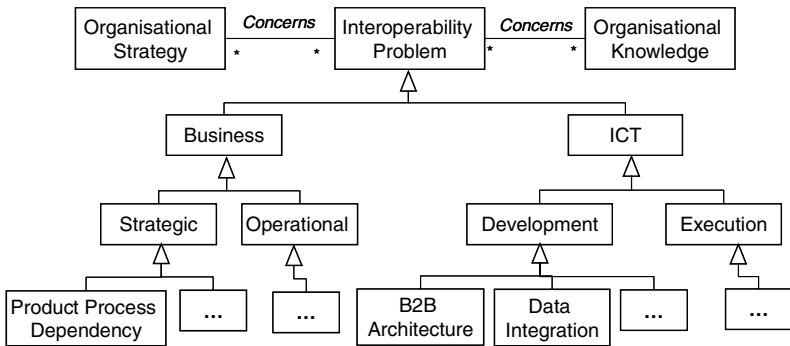 Organisational
Strategy
Concerns
*
*
Interoperability
Problem
Concerns
*
*
Organisational
Knowledge
Business
ICT
Strategic
Operational
Development
Execution
Product Process
Dependency
...
...
B2B
Architecture
Data
Integration
...
...